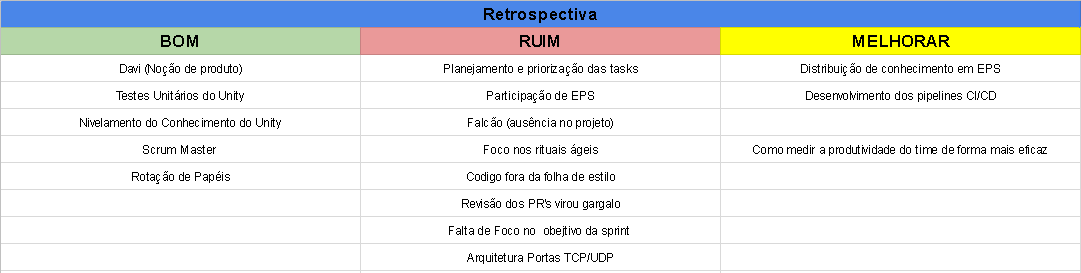 Retrospectiva
BOM RUIM MELHORAR
Davi (Noção de produto) Planejamento e priorização das tasks Distribuição de conhecimento em EPS
Testes Unitários do Unity Participação de EPS Desenvolvimento dos pipelines CI/CD
Nivelamento do Conhecimento do Unity Falcão (ausência no projeto)
Scrum Master Foco nos rituais ágeis Como medir a produtividade do time de forma mais eficaz
Rotação de Papéis Codigo fora da folha de estilo
Revisão dos PR's virou gargalo
Falta de Foco no obejtivo da sprint
Arquitetura Portas TCP/UDP